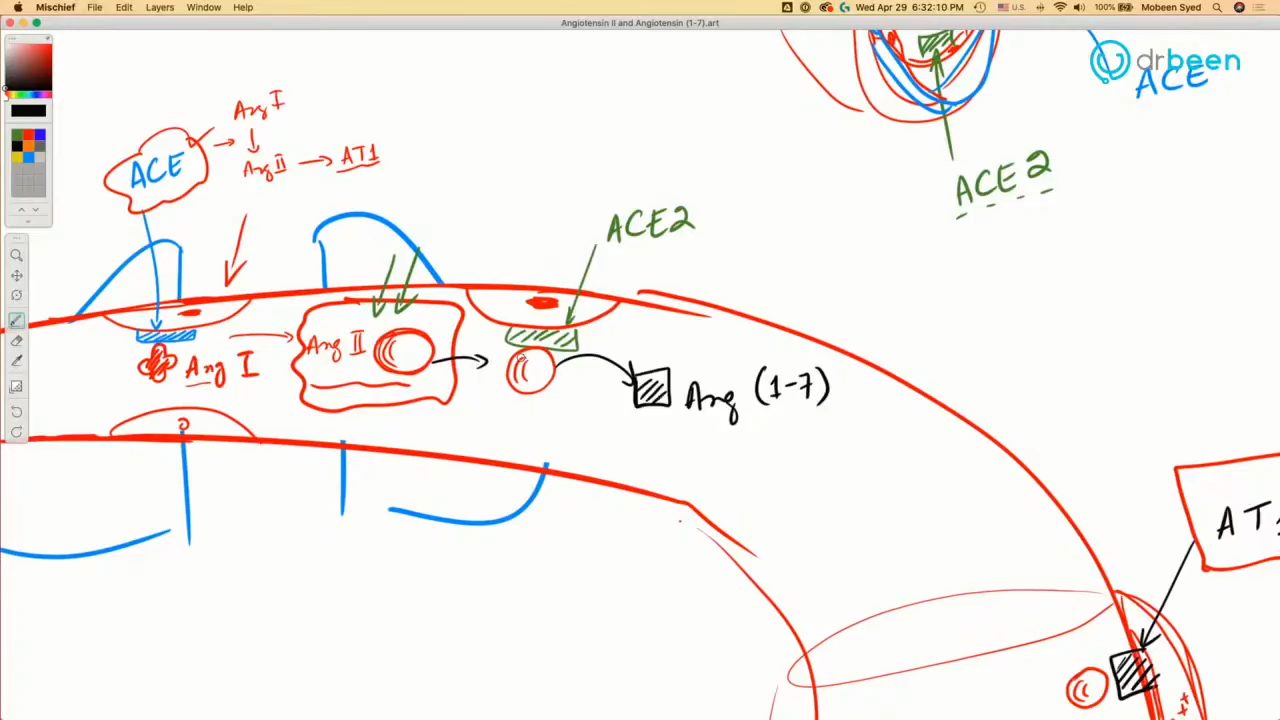 Mischief File Edit Layers Window Help
Wed Apr 29 6:32:10 PM U.S. 100% Mobeen Syed
Angiotensin II and Angiotensin (1-7).art
drbeen
ACE
Ang I
ACE
Ang II → AT1
ACE 2
ACE2
Ang II
Ang I
Ang (1-7)